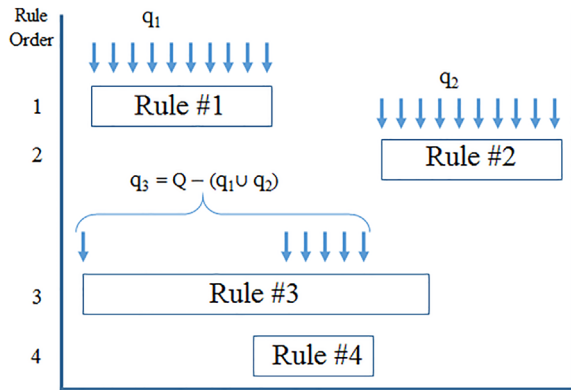 Rule
Order
q1
q2
1
Rule #1
2
Rule #2
q3 = Q – (q1∪ q2)
3
Rule #3
4
Rule #4